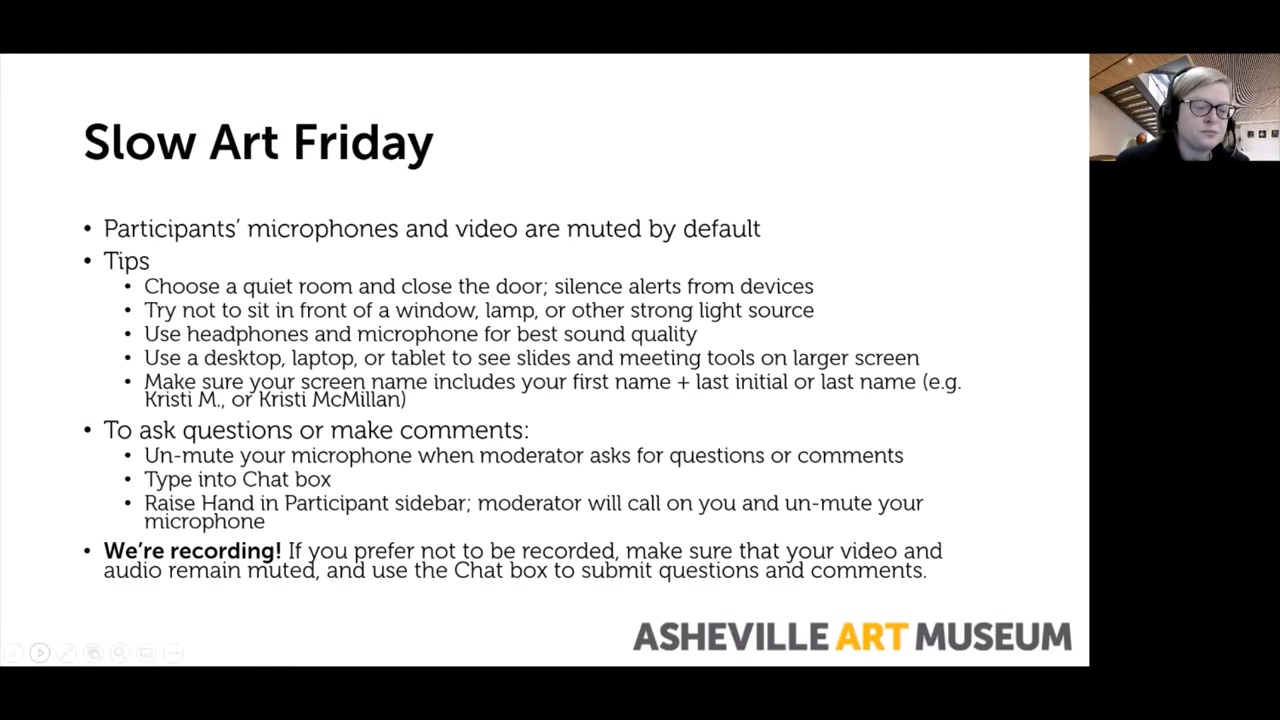 Slow Art Friday
• Participants’ microphones and video are muted by default
• Tips
• Choose a quiet room and close the door; silence alerts from devices
• Try not to sit in front of a window, lamp, or other strong light source
• Use headphones and microphone for best sound quality
• Use a desktop, laptop, or tablet to see slides and meeting tools on larger screen
• Make sure your screen name includes your first name + last initial or last name (e.g.
Kristi M., or Kristi McMillan)
• To ask questions or make comments:
• Un-mute your microphone when moderator asks for questions or comments
• Type into Chat box
• Raise Hand in Participant sidebar; moderator will call on you and un-mute your
microphone
• We’re recording! If you prefer not to be recorded, make sure that your video and
audio remain muted, and use the Chat box to submit questions and comments.
ASHEVILLE ART MUSEUM